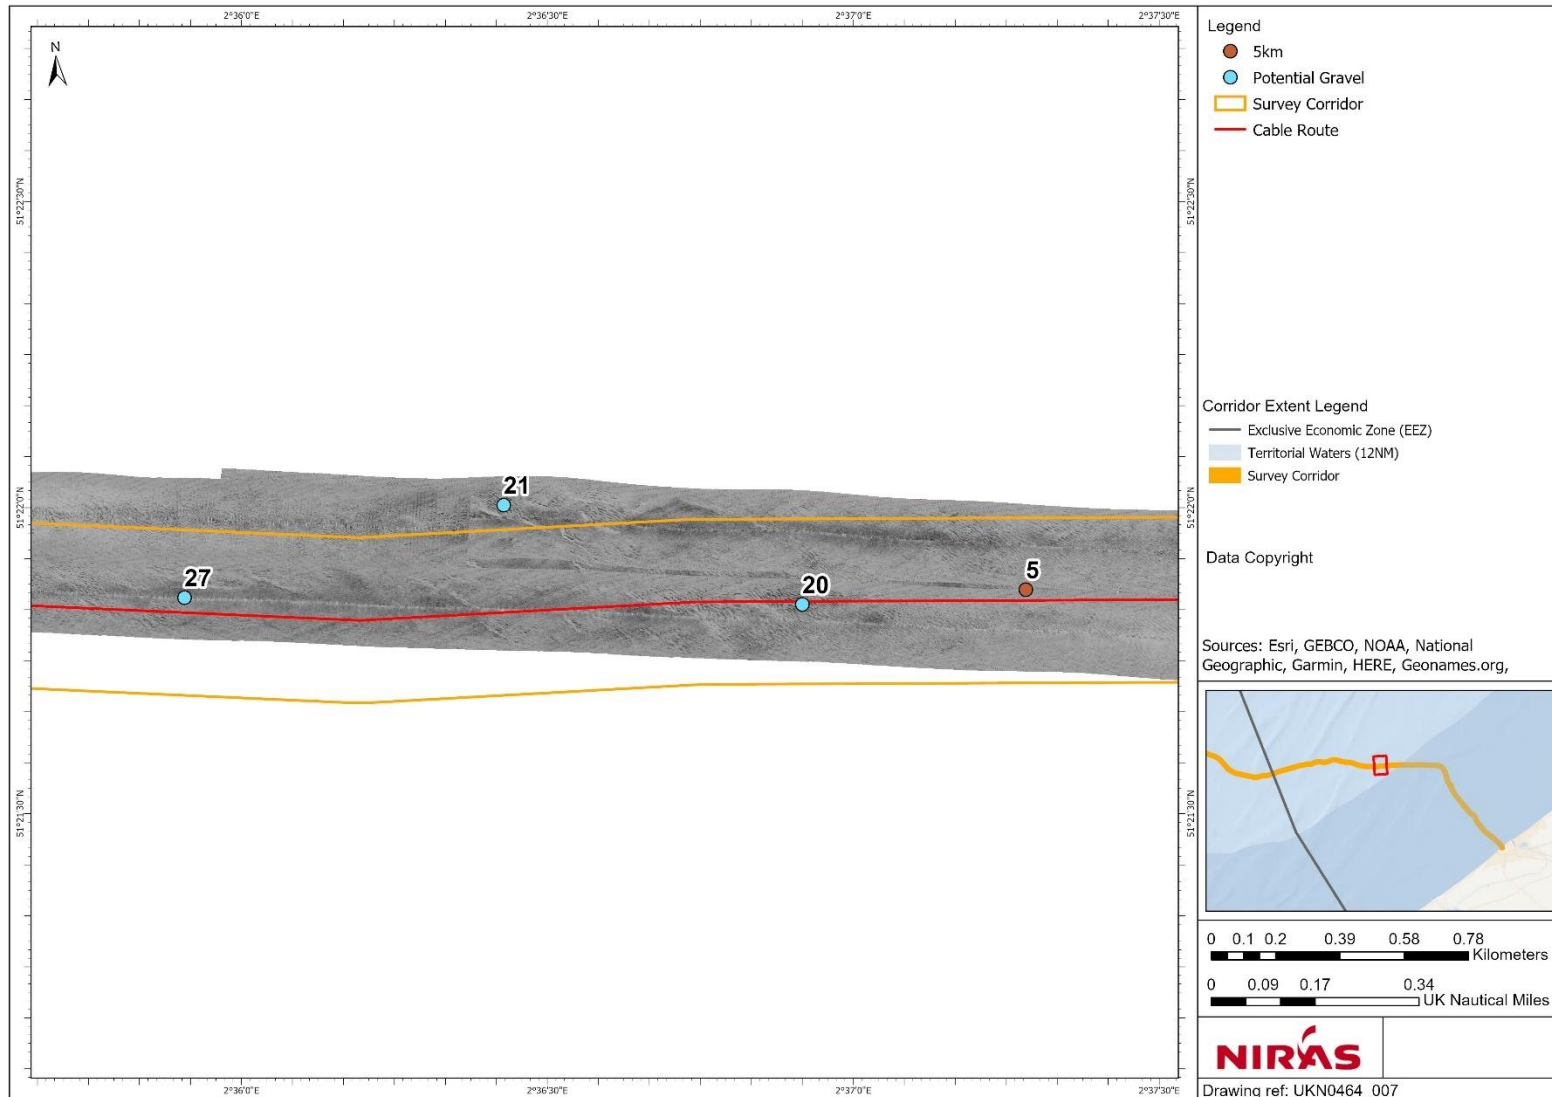 2°36'0"E 2°36'30"E 2°37'0"E 2°37'30"E
N
51°22'30"N 51°22'30"N
51°22'0"N 51°22'0"N
51°21'30"N 51°21'30"N
21
27
20
5
2°36'0"E 2°36'30"E 2°37'0"E 2°37'30"E
Legend
5km
Potential Gravel
Survey Corridor
Cable Route
Corridor Extent Legend
Exclusive Economic Zone (EEZ)
Territorial Waters (12NM)
Survey Corridor
Data Copyright
Sources: Esri, GEBCO, NOAA, National
Geographic, Garmin, HERE, Geonames.org,
0 0.1 0.2 0.39 0.58 0.78
Kilometers
0 0.09 0.17 0.34
UK Nautical Miles
NIRAS
Drawing ref: UKN0464_007